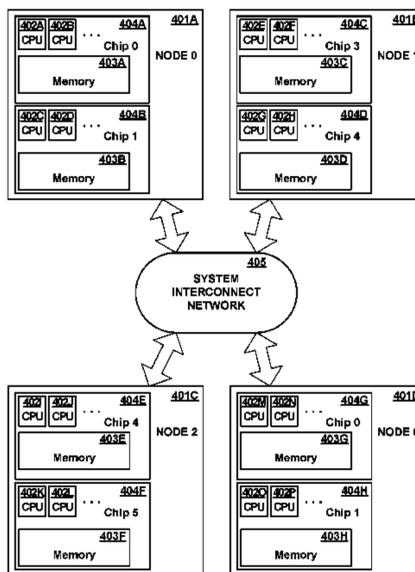 402A 402B 404A 401A
CPU CPU ... Chip 0 NODE 0
403A
Memory
402C 402D 404B
CPU CPU ... Chip 1
403B
Memory
402E 402F 404C 401B
CPU CPU ... Chip 3 NODE 1
403C
Memory
402G 402H 404D
CPU CPU ... Chip 4
403D
Memory
405
SYSTEM
INTERCONNECT
NETWORK
402I 402J 404E 401C
CPU CPU ... Chip 4 NODE 2
403E
Memory
402K 402L 404F
CPU CPU ... Chip 5
403F
Memory
402M 402N 404G 401D
CPU CPU ... Chip 0 NODE
403G
Memory
402O 402P 404H
CPU CPU ... Chip 1
403H
Memory